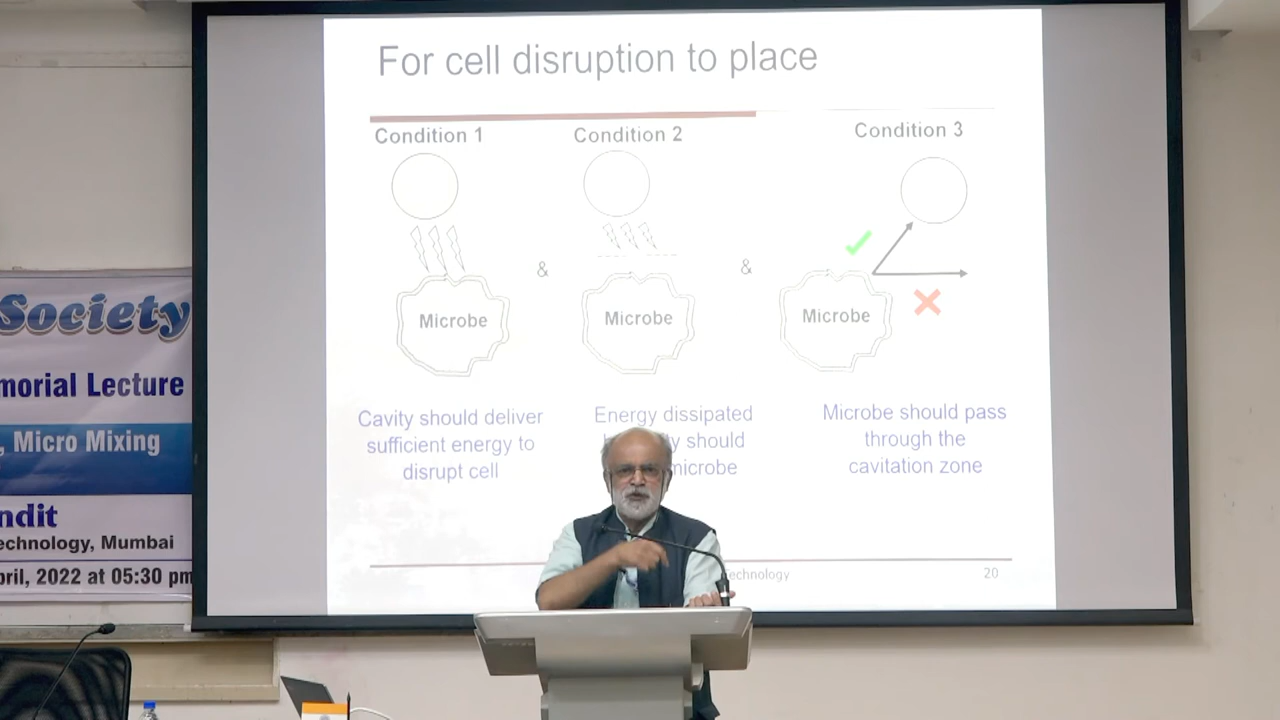 For cell disruption to place
Condition 1
Condition 2
Condition 3
&
&
Microbe
Microbe
Microbe
Cavity should deliver
sufficient energy to
disrupt cell
Energy dissipated
should
microbe
Microbe should pass
through the
cavitation zone
Technology
20
Society
morial Lecture
, Micro Mixing
ndit
echnology, Mumbai
pril, 2022 at 05:30 pm